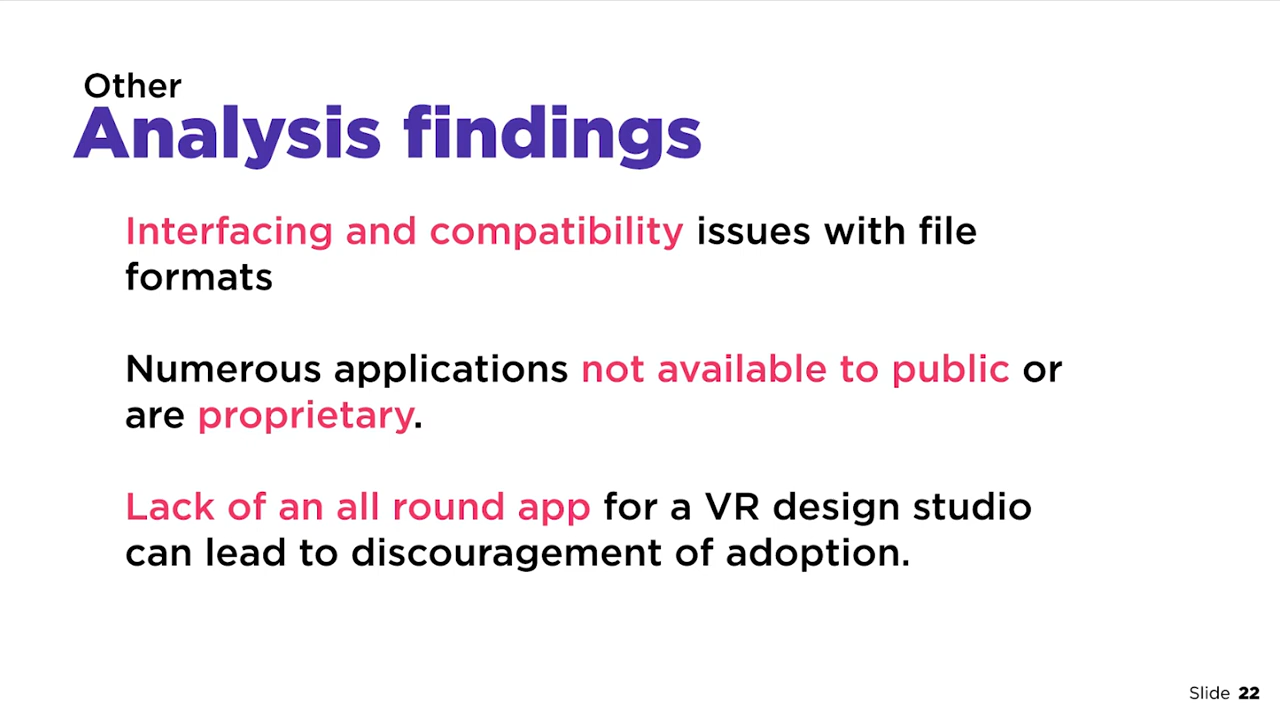 Other
Analysis findings
Interfacing and compatibility issues with file
formats
Numerous applications not available to public or
are proprietary.
Lack of an all round app for a VR design studio
can lead to discouragement of adoption.
Slide 22